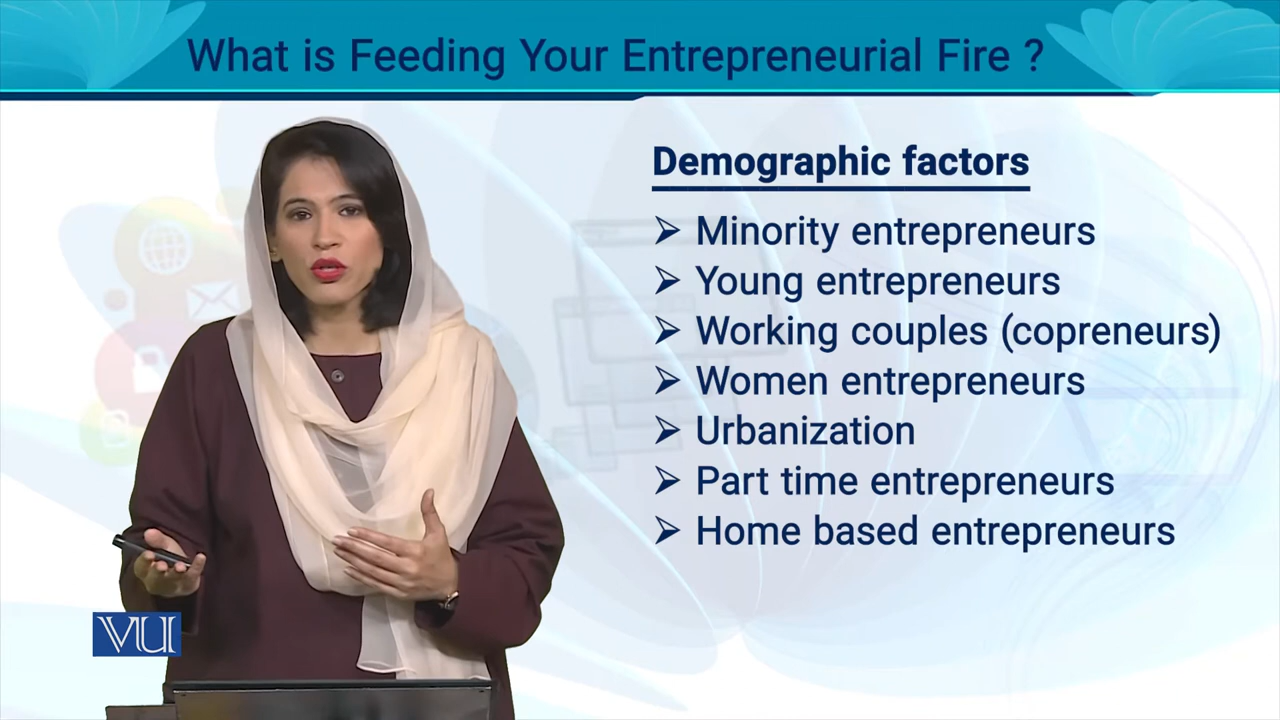 What is Feeding Your Entrepreneurial Fire ?
Demographic factors
➢ Minority entrepreneurs
➢ Young entrepreneurs
➢ Working couples (copreneurs)
➢ Women entrepreneurs
➢ Urbanization
➢ Part time entrepreneurs
➢ Home based entrepreneurs
VU